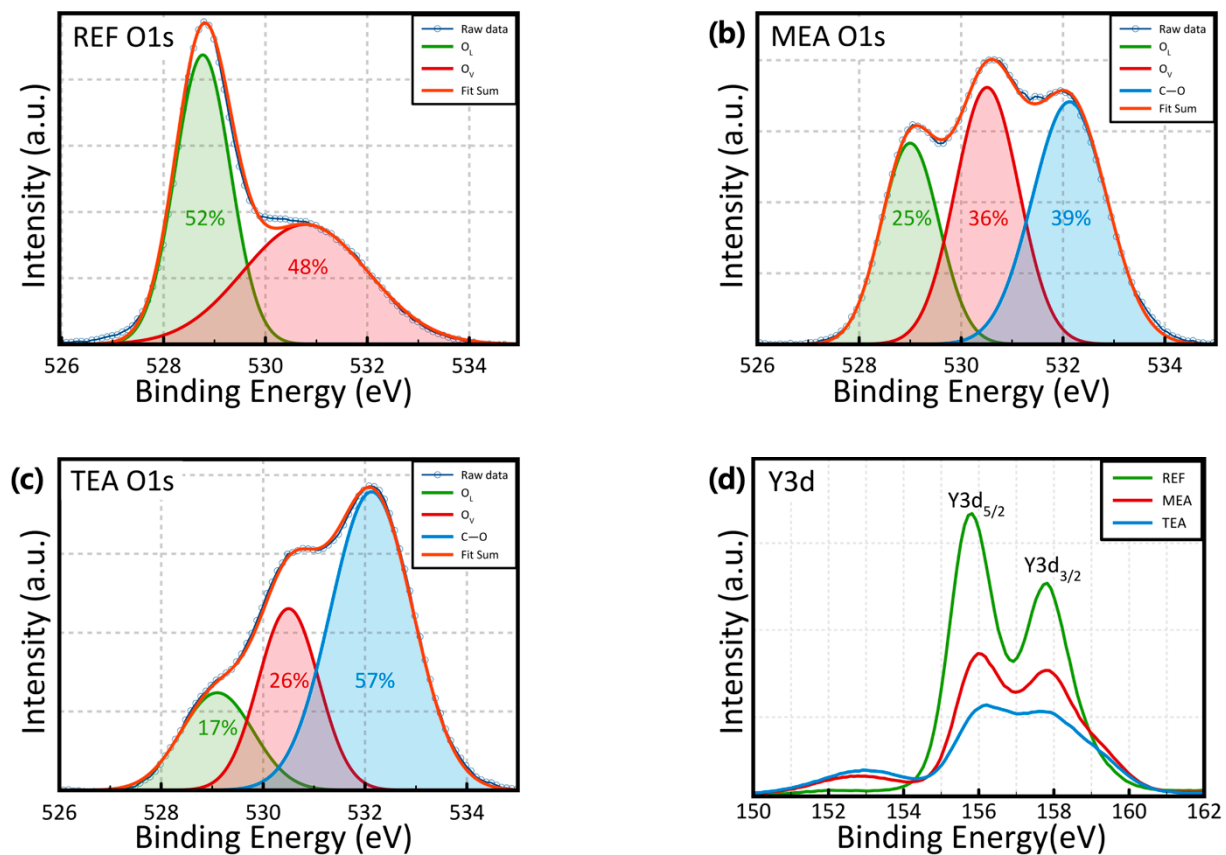 REF O1s
Raw data
O_L
O_V
Fit Sum
52%
48%
Intensity (a.u.)
526 528 530 532 534
Binding Energy (eV)
(b) MEA O1s
Raw data
O_L
O_V
C—O
Fit Sum
25% 36% 39%
Intensity (a.u.)
526 528 530 532 534
Binding Energy (eV)
(c) TEA O1s
Raw data
O_L
O_V
C—O
Fit Sum
17% 26% 57%
Intensity (a.u.)
526 528 530 532 534
Binding Energy (eV)
(d) Y3d
REF
MEA
TEA
Y3d5/2
Y3d3/2
Intensity (a.u.)
150 152 154 156 158 160 162
Binding Energy(eV)